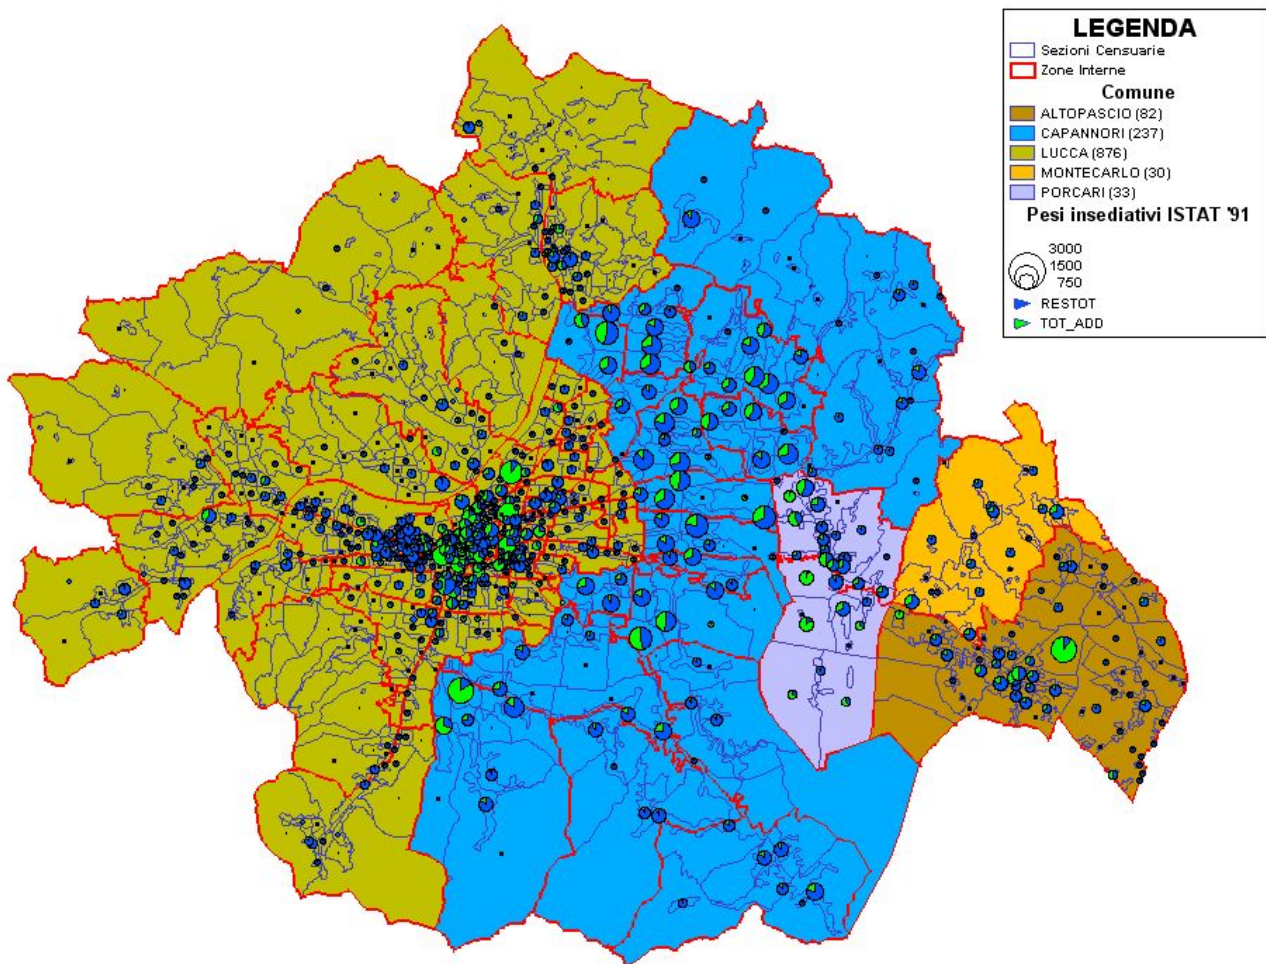 LEGENDA
Sezioni Censuarie
Zone Interne
Comune
ALTOPASCIO (82)
CAPANNORI (237)
LUCCA (876)
MONTECARLO (30)
PORCARI (33)
Pesi insediativi ISTAT '91
3000
1500
750
RESTOT
TOT_ADD